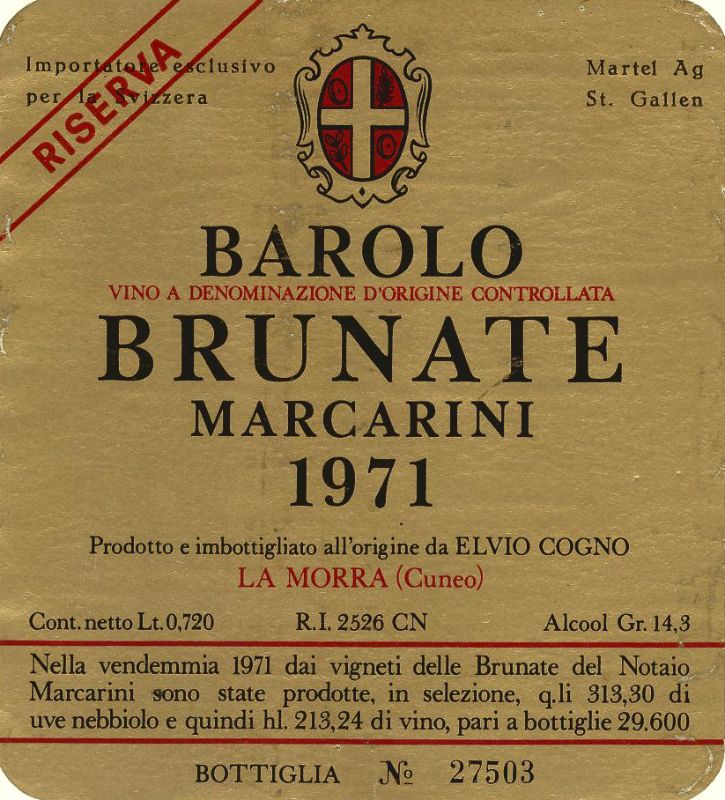 RISERVA
Importatore esclusivo
per la Svizzera
Martel Ag
St. Gallen
BAROLO
VINO A DENOMINAZIONE D'ORIGINE CONTROLLATA
BRUNATE
MARCARINI
1971
Prodotto e imbottigliato all'origine da ELVIO COGNO
LA MORRA (Cuneo)
Cont. netto Lt. 0,720 R.I. 2526 CN Alcool Gr. 14,3
Nella vendemmia 1971 dai vigneti delle Brunate del Notaio
Marcarini sono state prodotte, in selezione, q.li 313,30 di
uve nebbiolo e quindi hl. 213,24 di vino, pari a bottiglie 29.600
BOTTIGLIA Nº 27503